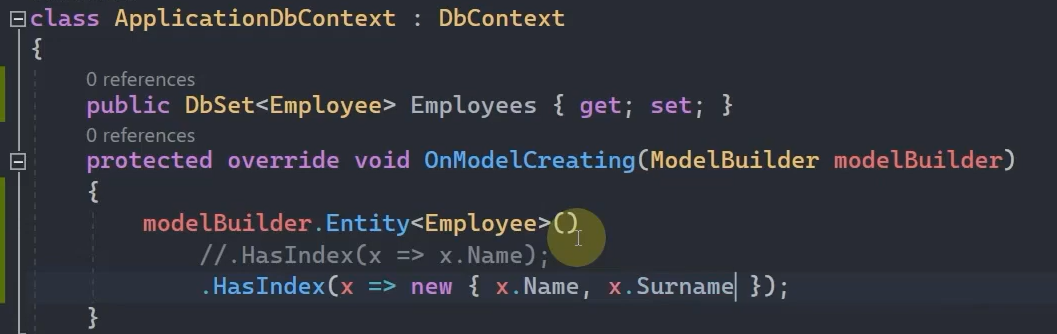 class ApplicationDbContext : DbContext
{
0 references
public DbSet<Employee> Employees { get; set; }
0 references
protected override void OnModelCreating(ModelBuilder modelBuilder)
{
modelBuilder.Entity<Employee>()
//.HasIndex(x => x.Name);
.HasIndex(x => new { x.Name, x.Surname });
}